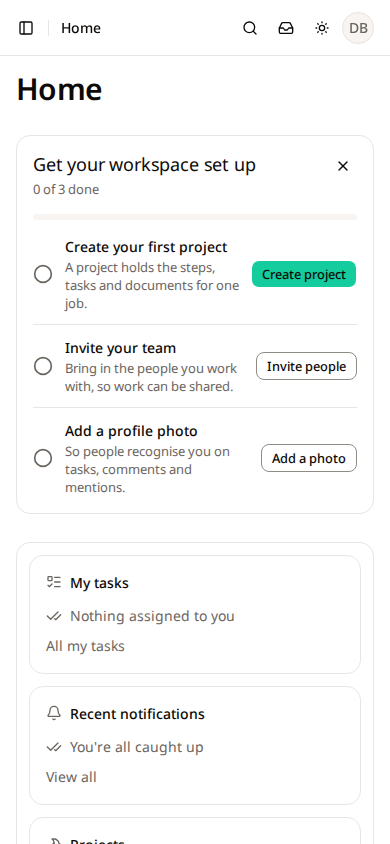 Home
DB
Home
Get your workspace set up
0 of 3 done
Create your first project
A project holds the steps,
tasks and documents for one
job.
Create project
Invite your team
Bring in the people you work
with, so work can be shared.
Invite people
Add a profile photo
So people recognise you on
tasks, comments and
mentions.
Add a photo
My tasks
Nothing assigned to you
All my tasks
Recent notifications
You're all caught up
View all
Projects